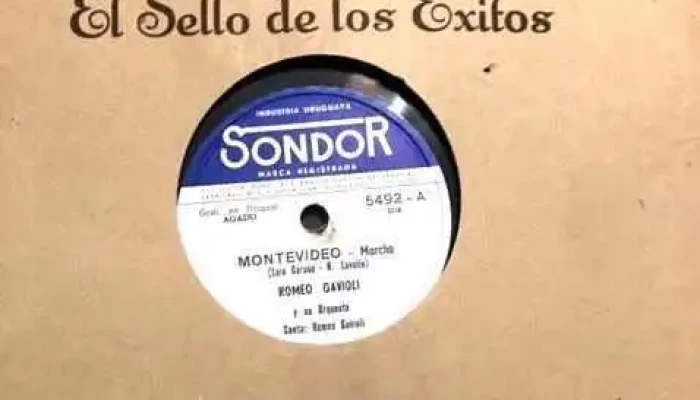 El Sello de los Exitos
INDUSTRIA URUGUAYA
SONDOR
MARCA REGISTRADA
AGADU
5492 - A
MONTEVIDEO - Marcha
ROMEO GAVIOLI
y su Orquesta
Canta: Romeo Gavioli